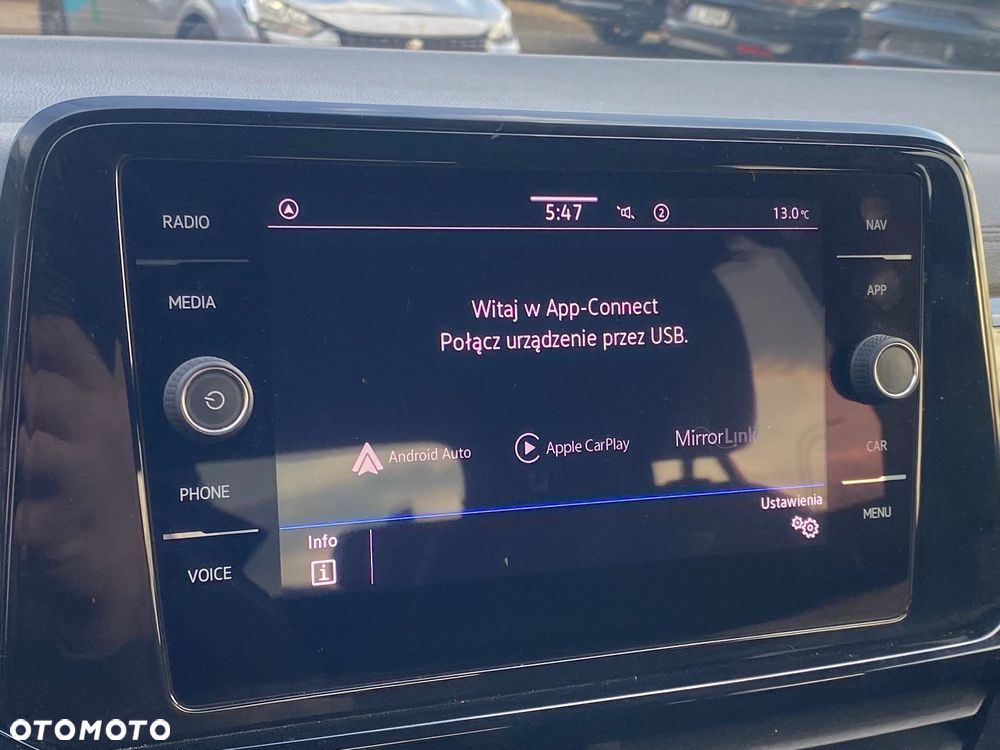 RADIO
MEDIA
PHONE
VOICE
5:47
2
13.0°C
Witaj w App-Connect
Połącz urządzenie przez USB.
Android Auto
Apple CarPlay
MirrorLink
Info
i
Ustawienia
NAV
APP
CAR
MENU
OTOMOTO